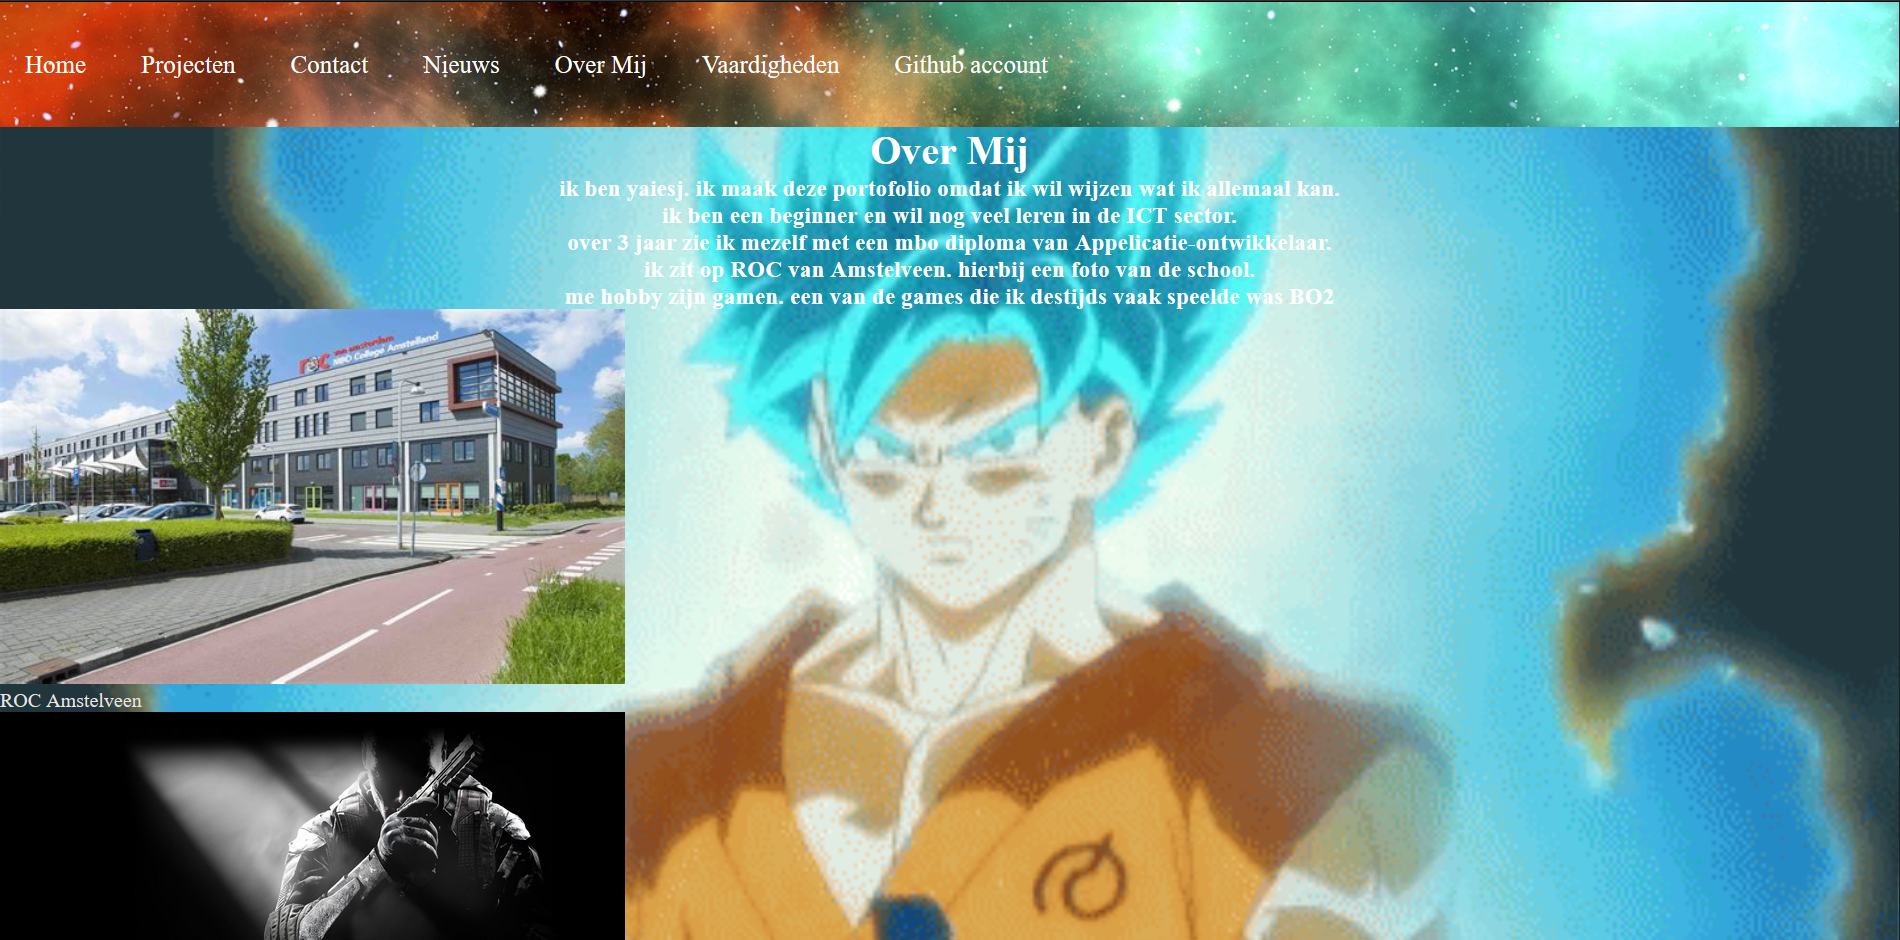 Home Projecten Contact Nieuws Over Mij Vaardigheden Github account
Over Mij
ik ben yaiesj. ik maak deze portofolio omdat ik wil wijzen wat ik allemaal kan.
ik ben een beginner en wil nog veel leren in de ICT sector.
over 3 jaar zie ik mezelf met een mbo diploma van Appelicatie-ontwikkelaar.
ik zit op ROC van Amstelveen. hierbij een foto van de school.
me hobby zijn gamen. een van de games die ik destijds vaak speelde was BO2
roc van amsterdam
MBO College Amstelland
ROC Amstelveen